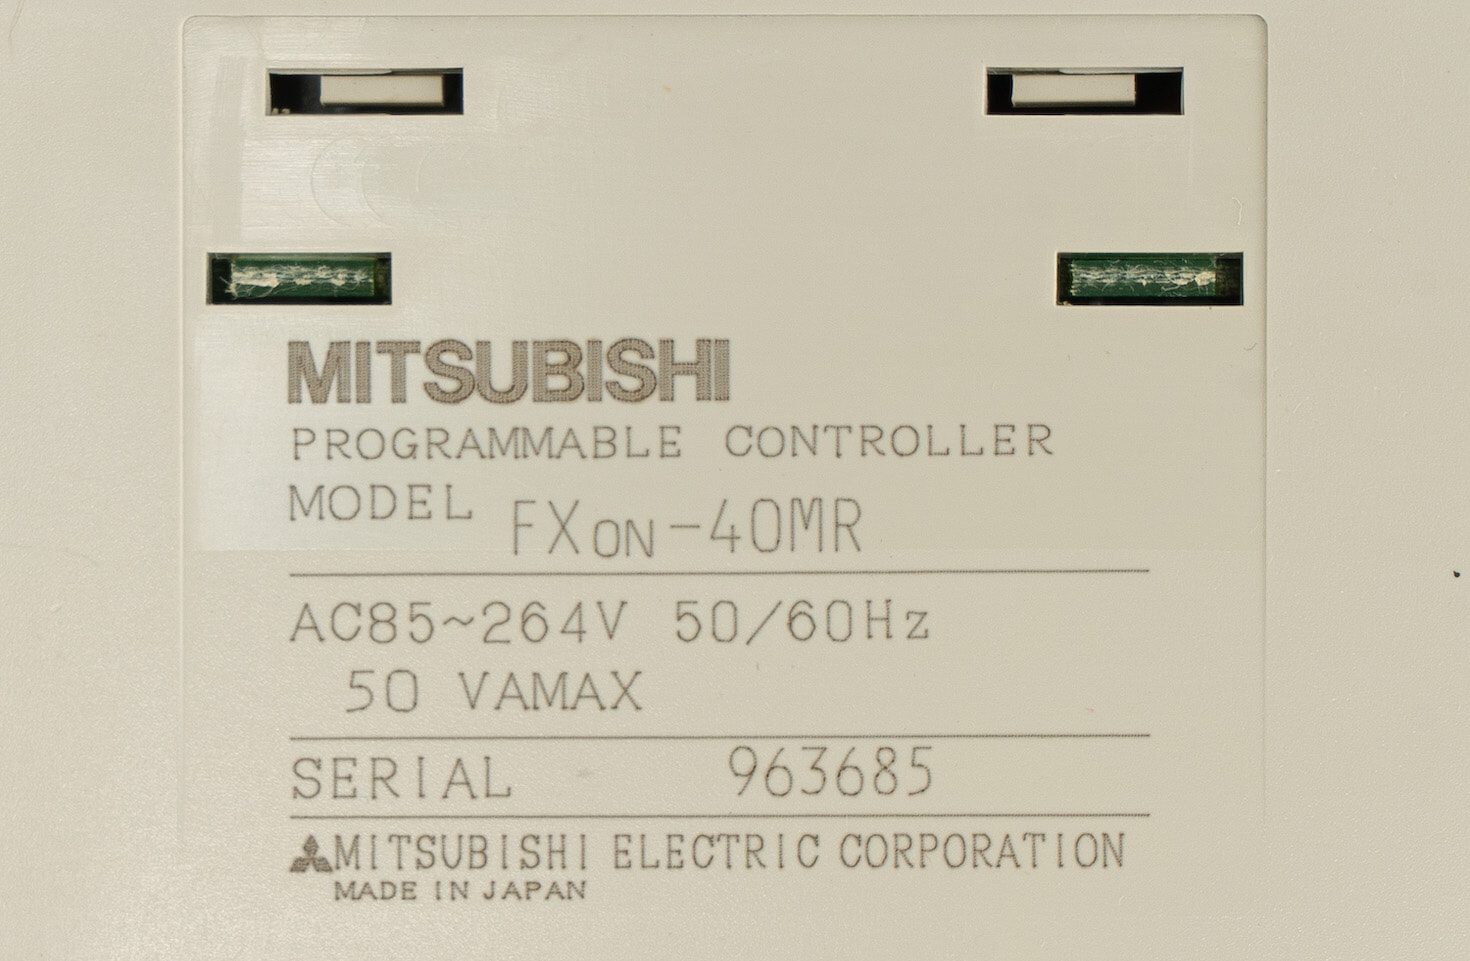 MITSUBISHI
PROGRAMMABLE CONTROLLER
MODEL FX0N-40MR
AC85~264V 50/60Hz
50 VAMAX
SERIAL 963685
MITSUBISHI ELECTRIC CORPORATION
MADE IN JAPAN